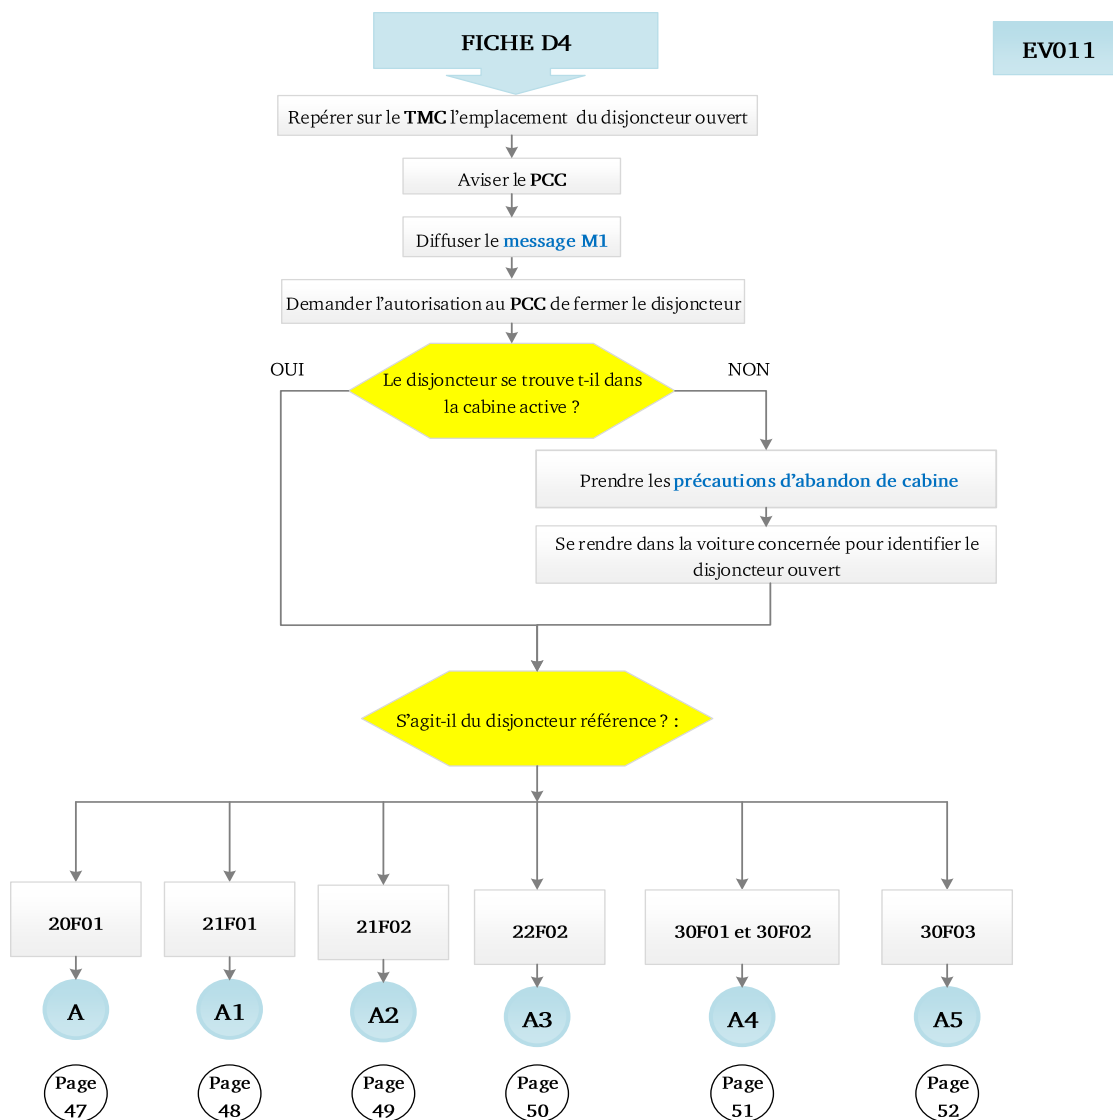 FICHE D4
EV011
Repérer sur le TMC l’emplacement du disjoncteur ouvert
Aviser le PCC
Diffuser le message M1
Demander l’autorisation au PCC de fermer le disjoncteur
OUI
NON
Le disjoncteur se trouve t-il dans
la cabine active ?
Prendre les précautions d’abandon de cabine
Se rendre dans la voiture concernée pour identifier le
disjoncteur ouvert
S’agit-il du disjoncteur référence ? :
20F01
21F01
21F02
22F02
30F01 et 30F02
30F03
A
A1
A2
A3
A4
A5
Page
47
Page
48
Page
49
Page
50
Page
51
Page
52